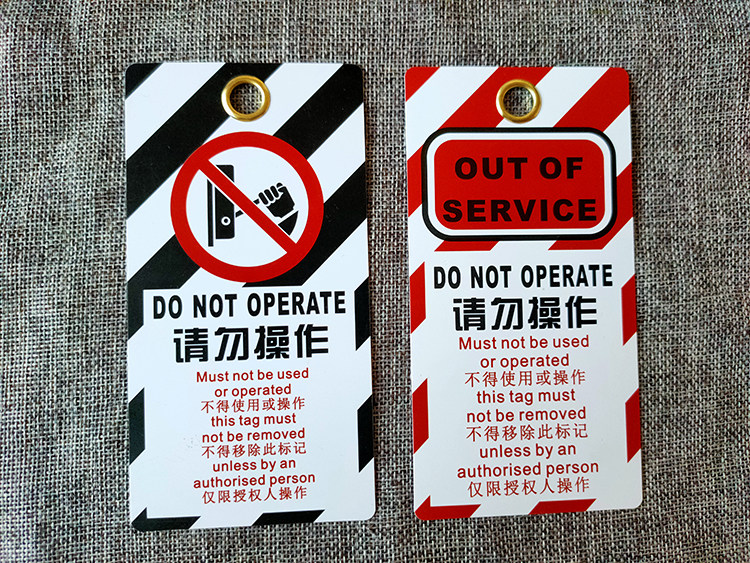 DO NOT OPERATE
请勿操作
Must not be used
or operated
不得使用或操作
this tag must
not be removed
不得移除此标记
unless by an
authorised person
仅限授权人操作
OUT OF
SERVICE
DO NOT OPERATE
请勿操作
Must not be used
or operated
不得使用或操作
this tag must
not be removed
不得移除此标记
unless by an
authorised person
仅限授权人操作